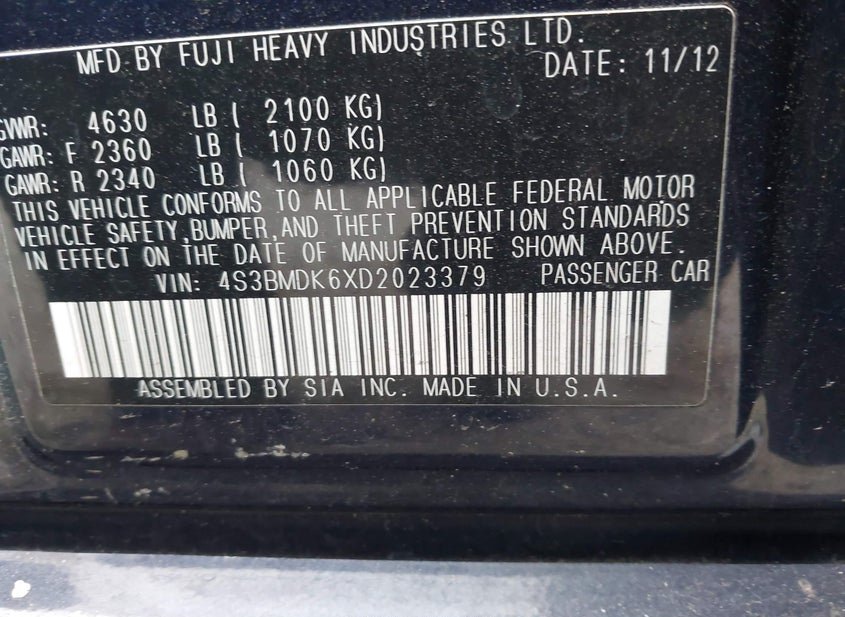 MFD BY FUJI HEAVY INDUSTRIES LTD.
DATE: 11/12
GVWR: 4630 LB ( 2100 KG)
GAWR: F 2360 LB ( 1070 KG)
GAWR: R 2340 LB ( 1060 KG)
THIS VEHICLE CONFORMS TO ALL APPLICABLE FEDERAL MOTOR
VEHICLE SAFETY,BUMPER,AND THEFT PREVENTION STANDARDS
IN EFFECT ON THE DATE OF MANUFACTURE SHOWN ABOVE.
VIN: 4S3BMDK6XD2023379 PASSENGER CAR
ASSEMBLED BY SIA INC. MADE IN U.S.A.